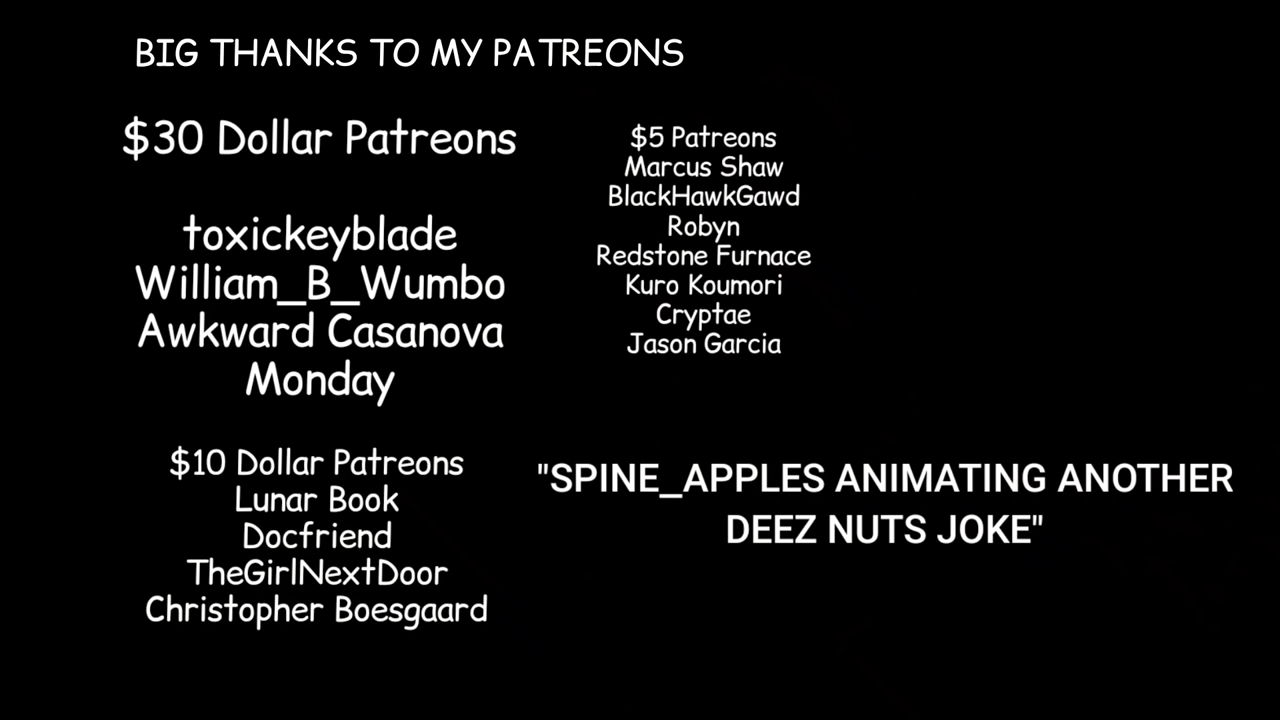 BIG THANKS TO MY PATREONS
$30 Dollar Patreons
toxickeyblade
William_B_Wumbo
Awkward Casanova
Monday
$10 Dollar Patreons
Lunar Book
Docfriend
TheGirlNextDoor
Christopher Boesgaard
$5 Patreons
Marcus Shaw
BlackHawkGawd
Robyn
Redstone Furnace
Kuro Koumori
Cryptae
Jason Garcia
"SPINE_APPLES ANIMATING ANOTHER
DEEZ NUTS JOKE"